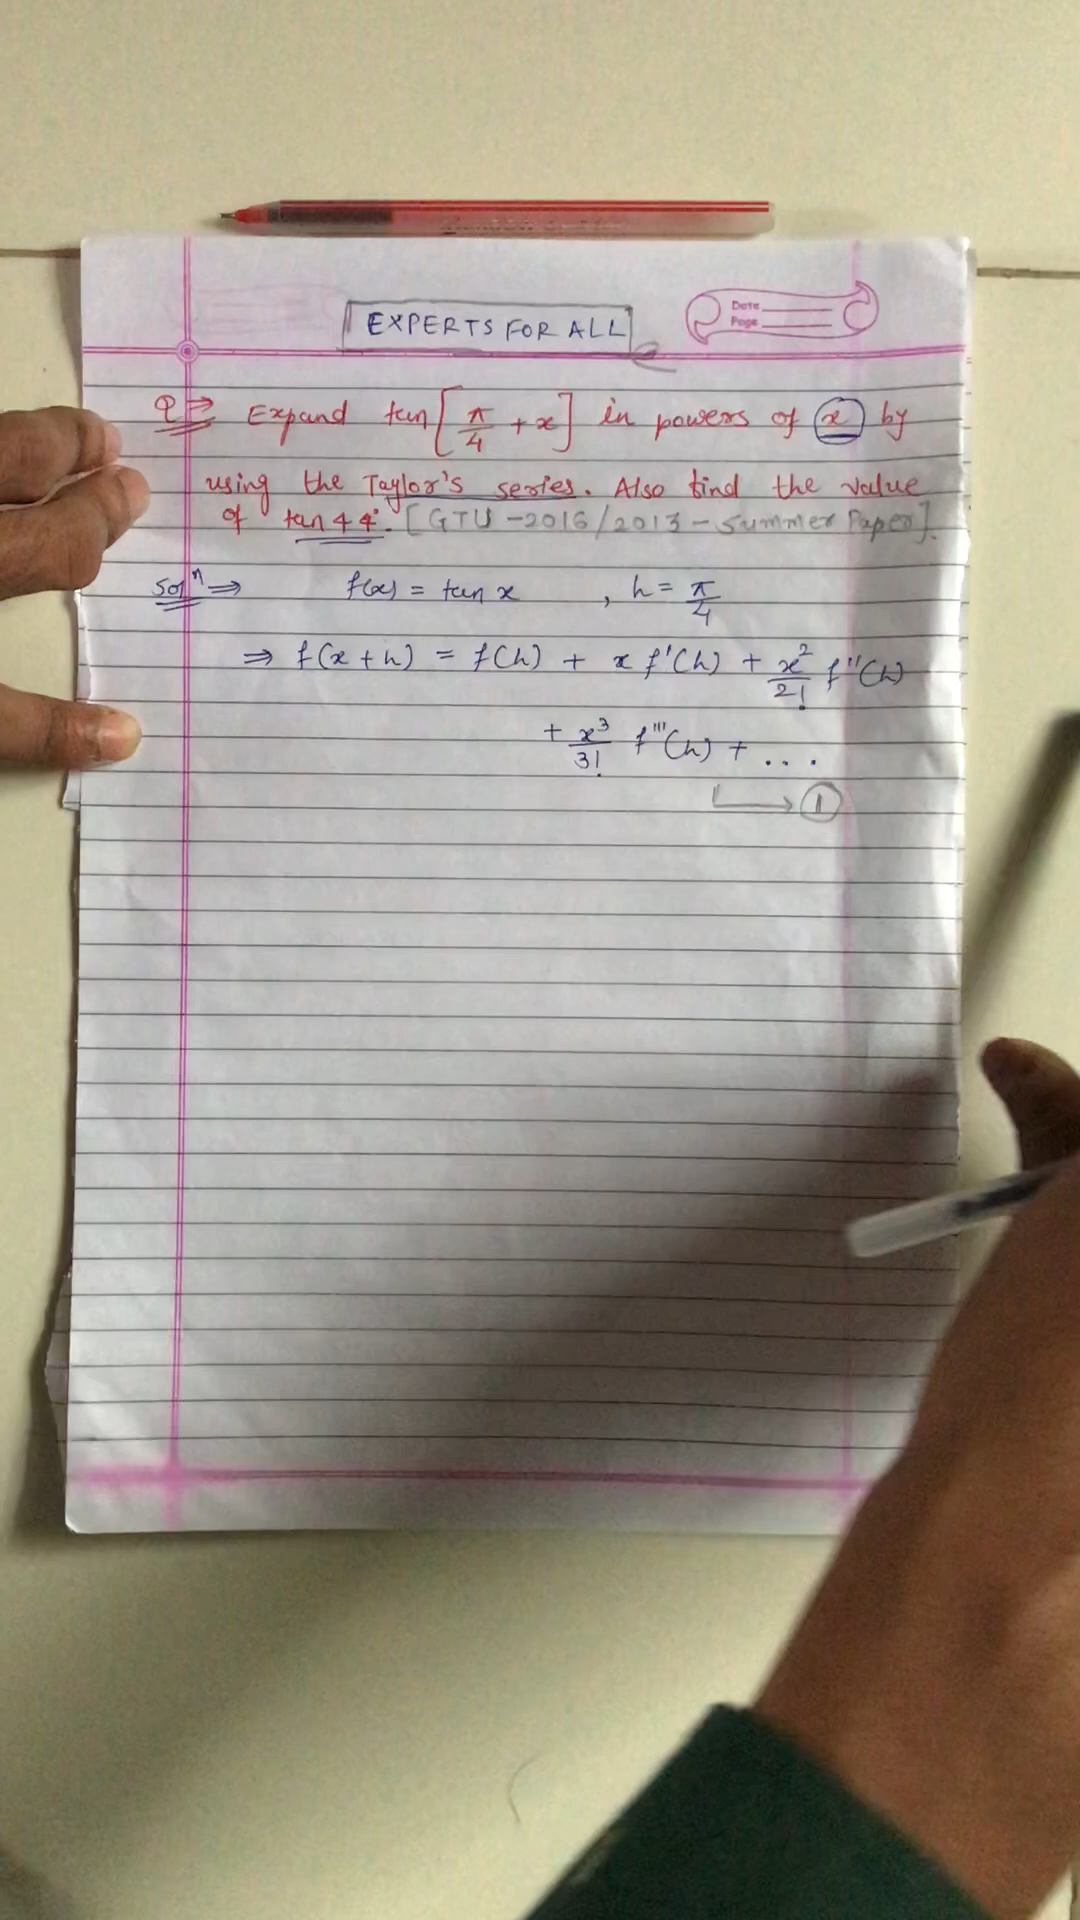 EXPERTS FOR ALL
Date
Page
Q⇒ Expand tan[π/4 + x] in powers of x by
using the Taylor's series. Also find the value
of tan 44°. [GTU-2016/2013-Summer Paper].
Solⁿ ⇒ f(x) = tan x , h = π/4
⇒ f(x+h) = f(h) + x f'(h) + x²/2! f''(h)
+ x³/3! f'''(h) + ....
→ ①